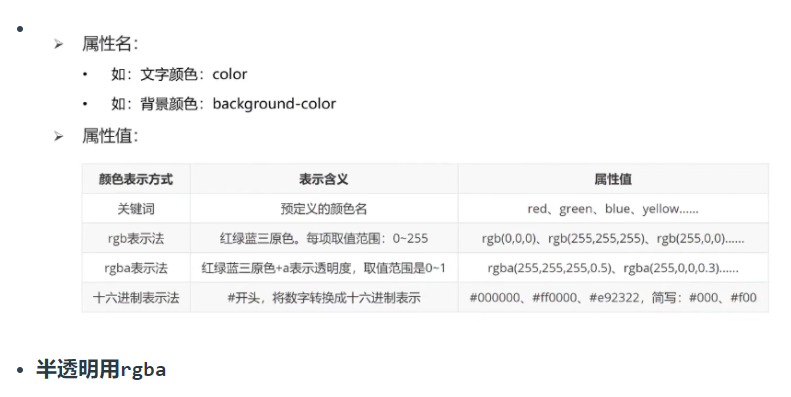 属性名：
如：文字颜色：color
如：背景颜色：background-color
属性值：
颜色表示方式 表示含义 属性值
关键词 预定义的颜色名 red、green、blue、yellow……
rgb表示法 红绿蓝三原色。每项取值范围：0~255 rgb(0,0,0)、rgb(255,255,255)、rgb(255,0,0)……
rgba表示法 红绿蓝三原色+a表示透明度，取值范围是0~1 rgba(255,255,255,0.5)、rgba(255,0,0,0.3)……
十六进制表示法 #开头，将数字转换成十六进制表示 #000000、#ff0000、#e92322，简写：#000、#f00
半透明用rgba